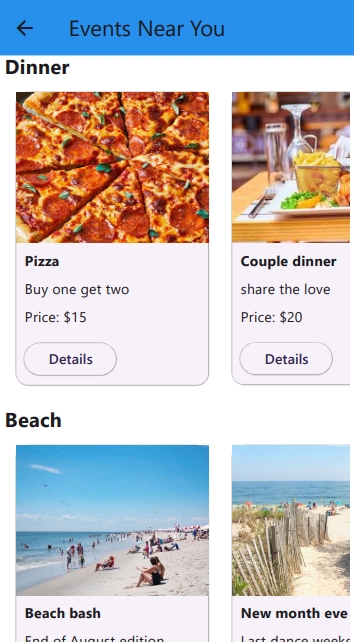 Events Near You
Dinner
Pizza
Buy one get two
Price: $15
Details
Couple dinner
share the love
Price: $20
Details
Beach
Beach bash
End of August edition
New month eve
Last dance weeke